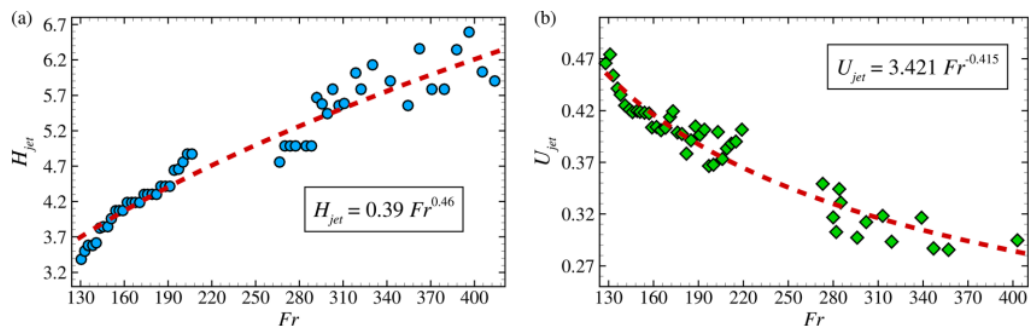 (a)
6.7
6.2
5.7
5.2
4.7
4.2
3.7
3.2
H_jet
H_jet = 0.39 Fr^0.46
130 160 190 220 250 280 310 340 370 400
Fr
(b)
0.47
0.42
0.37
0.32
0.27
U_jet
U_jet = 3.421 Fr^-0.415
130 160 190 220 250 280 310 340 370 400
Fr